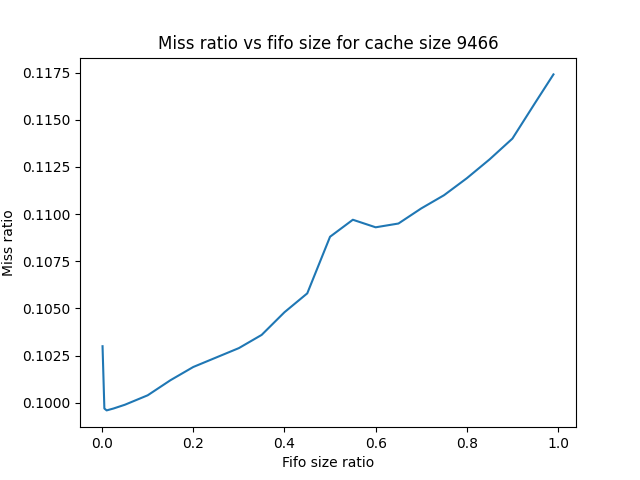 Miss ratio vs fifo size for cache size 9466
0.1175
0.1150
0.1125
0.1100
0.1075
0.1050
0.1025
0.1000
Miss ratio
0.0 0.2 0.4 0.6 0.8 1.0
Fifo size ratio